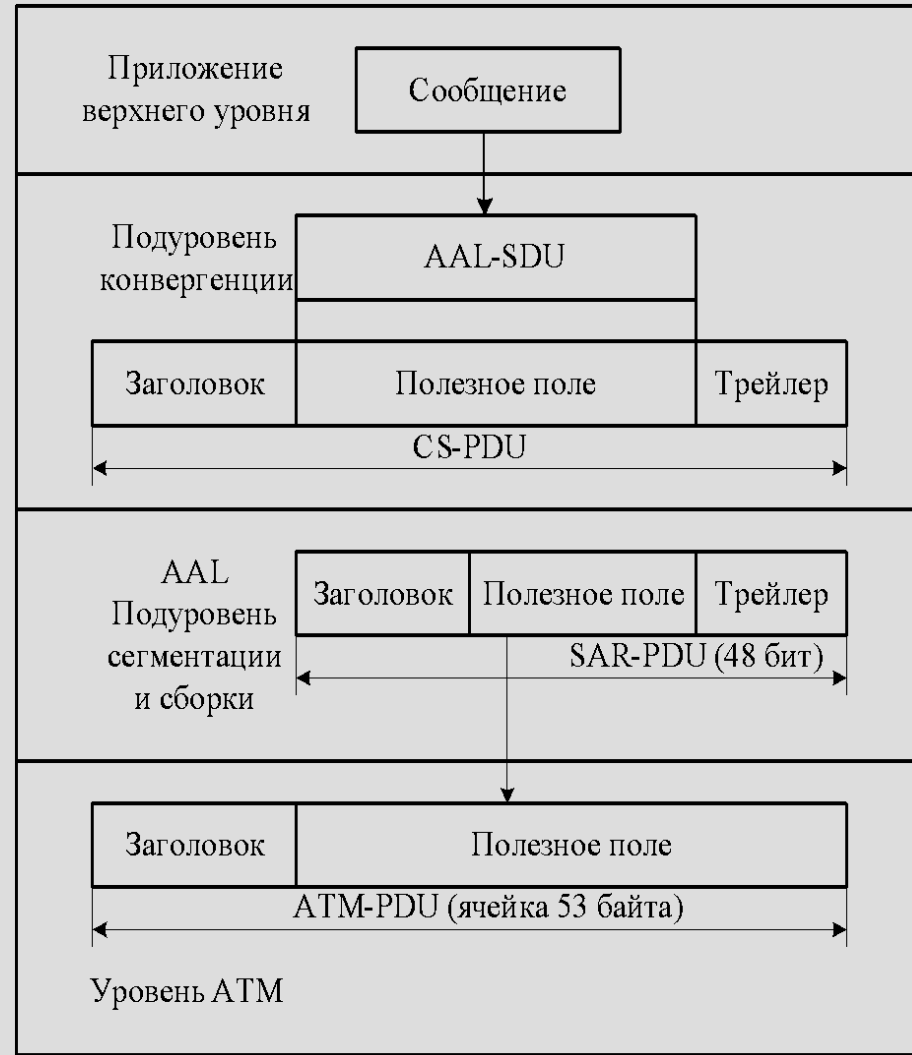 Приложение
верхнего уровня
Сообщение
Подуровень
конвергенции
AAL-SDU
Заголовок
Полезное поле
Трейлер
CS-PDU
AAL
Подуровень
сегментации
и сборки
Заголовок
Полезное поле
Трейлер
SAR-PDU (48 бит)
Заголовок
Полезное поле
ATM-PDU (ячейка 53 байта)
Уровень ATM